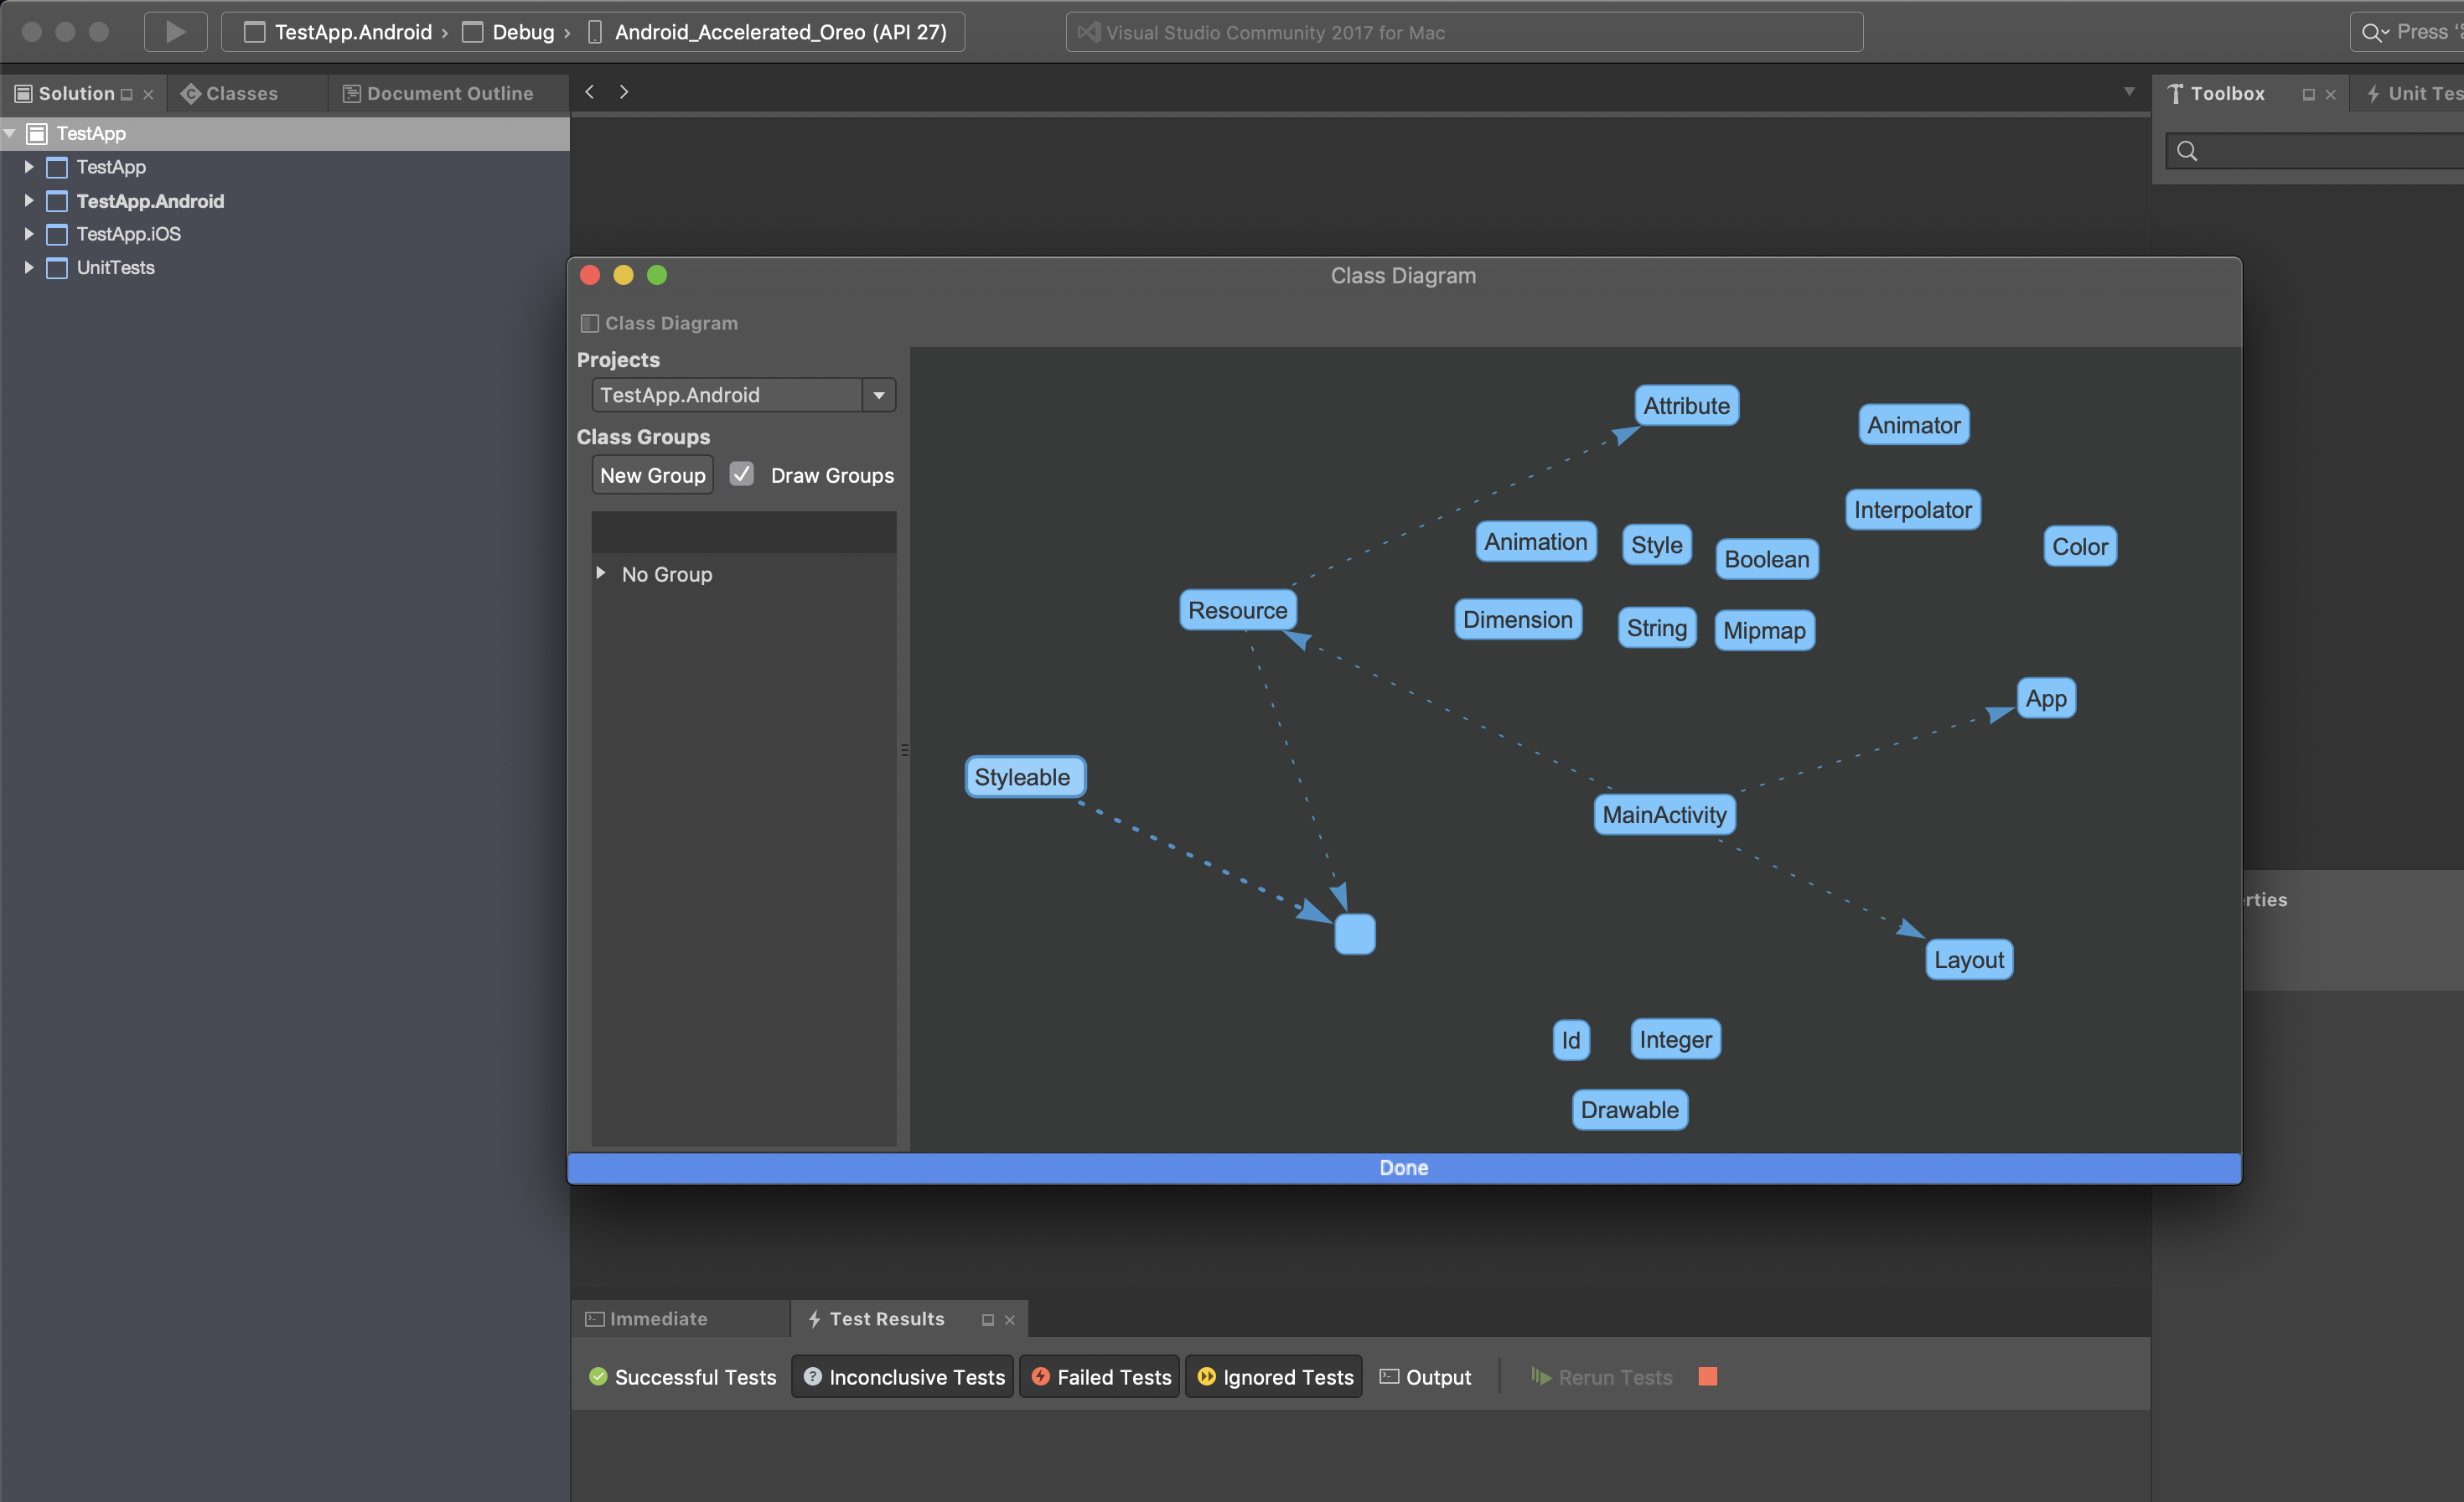 TestApp.Android › Debug › Android_Accelerated_Oreo (API 27)
Visual Studio Community 2017 for Mac
Press
Solution
Classes
Document Outline
Toolbox
Unit Tes
TestApp
TestApp
TestApp.Android
TestApp.iOS
UnitTests
Class Diagram
Class Diagram
Projects
TestApp.Android
Class Groups
New Group
Draw Groups
No Group
Attribute
Animator
Interpolator
Animation
Style
Boolean
Color
Resource
Dimension
String
Mipmap
App
Styleable
MainActivity
rties
Layout
Id
Integer
Drawable
Done
Immediate
Test Results
Successful Tests
Inconclusive Tests
Failed Tests
Ignored Tests
Output
Rerun Tests